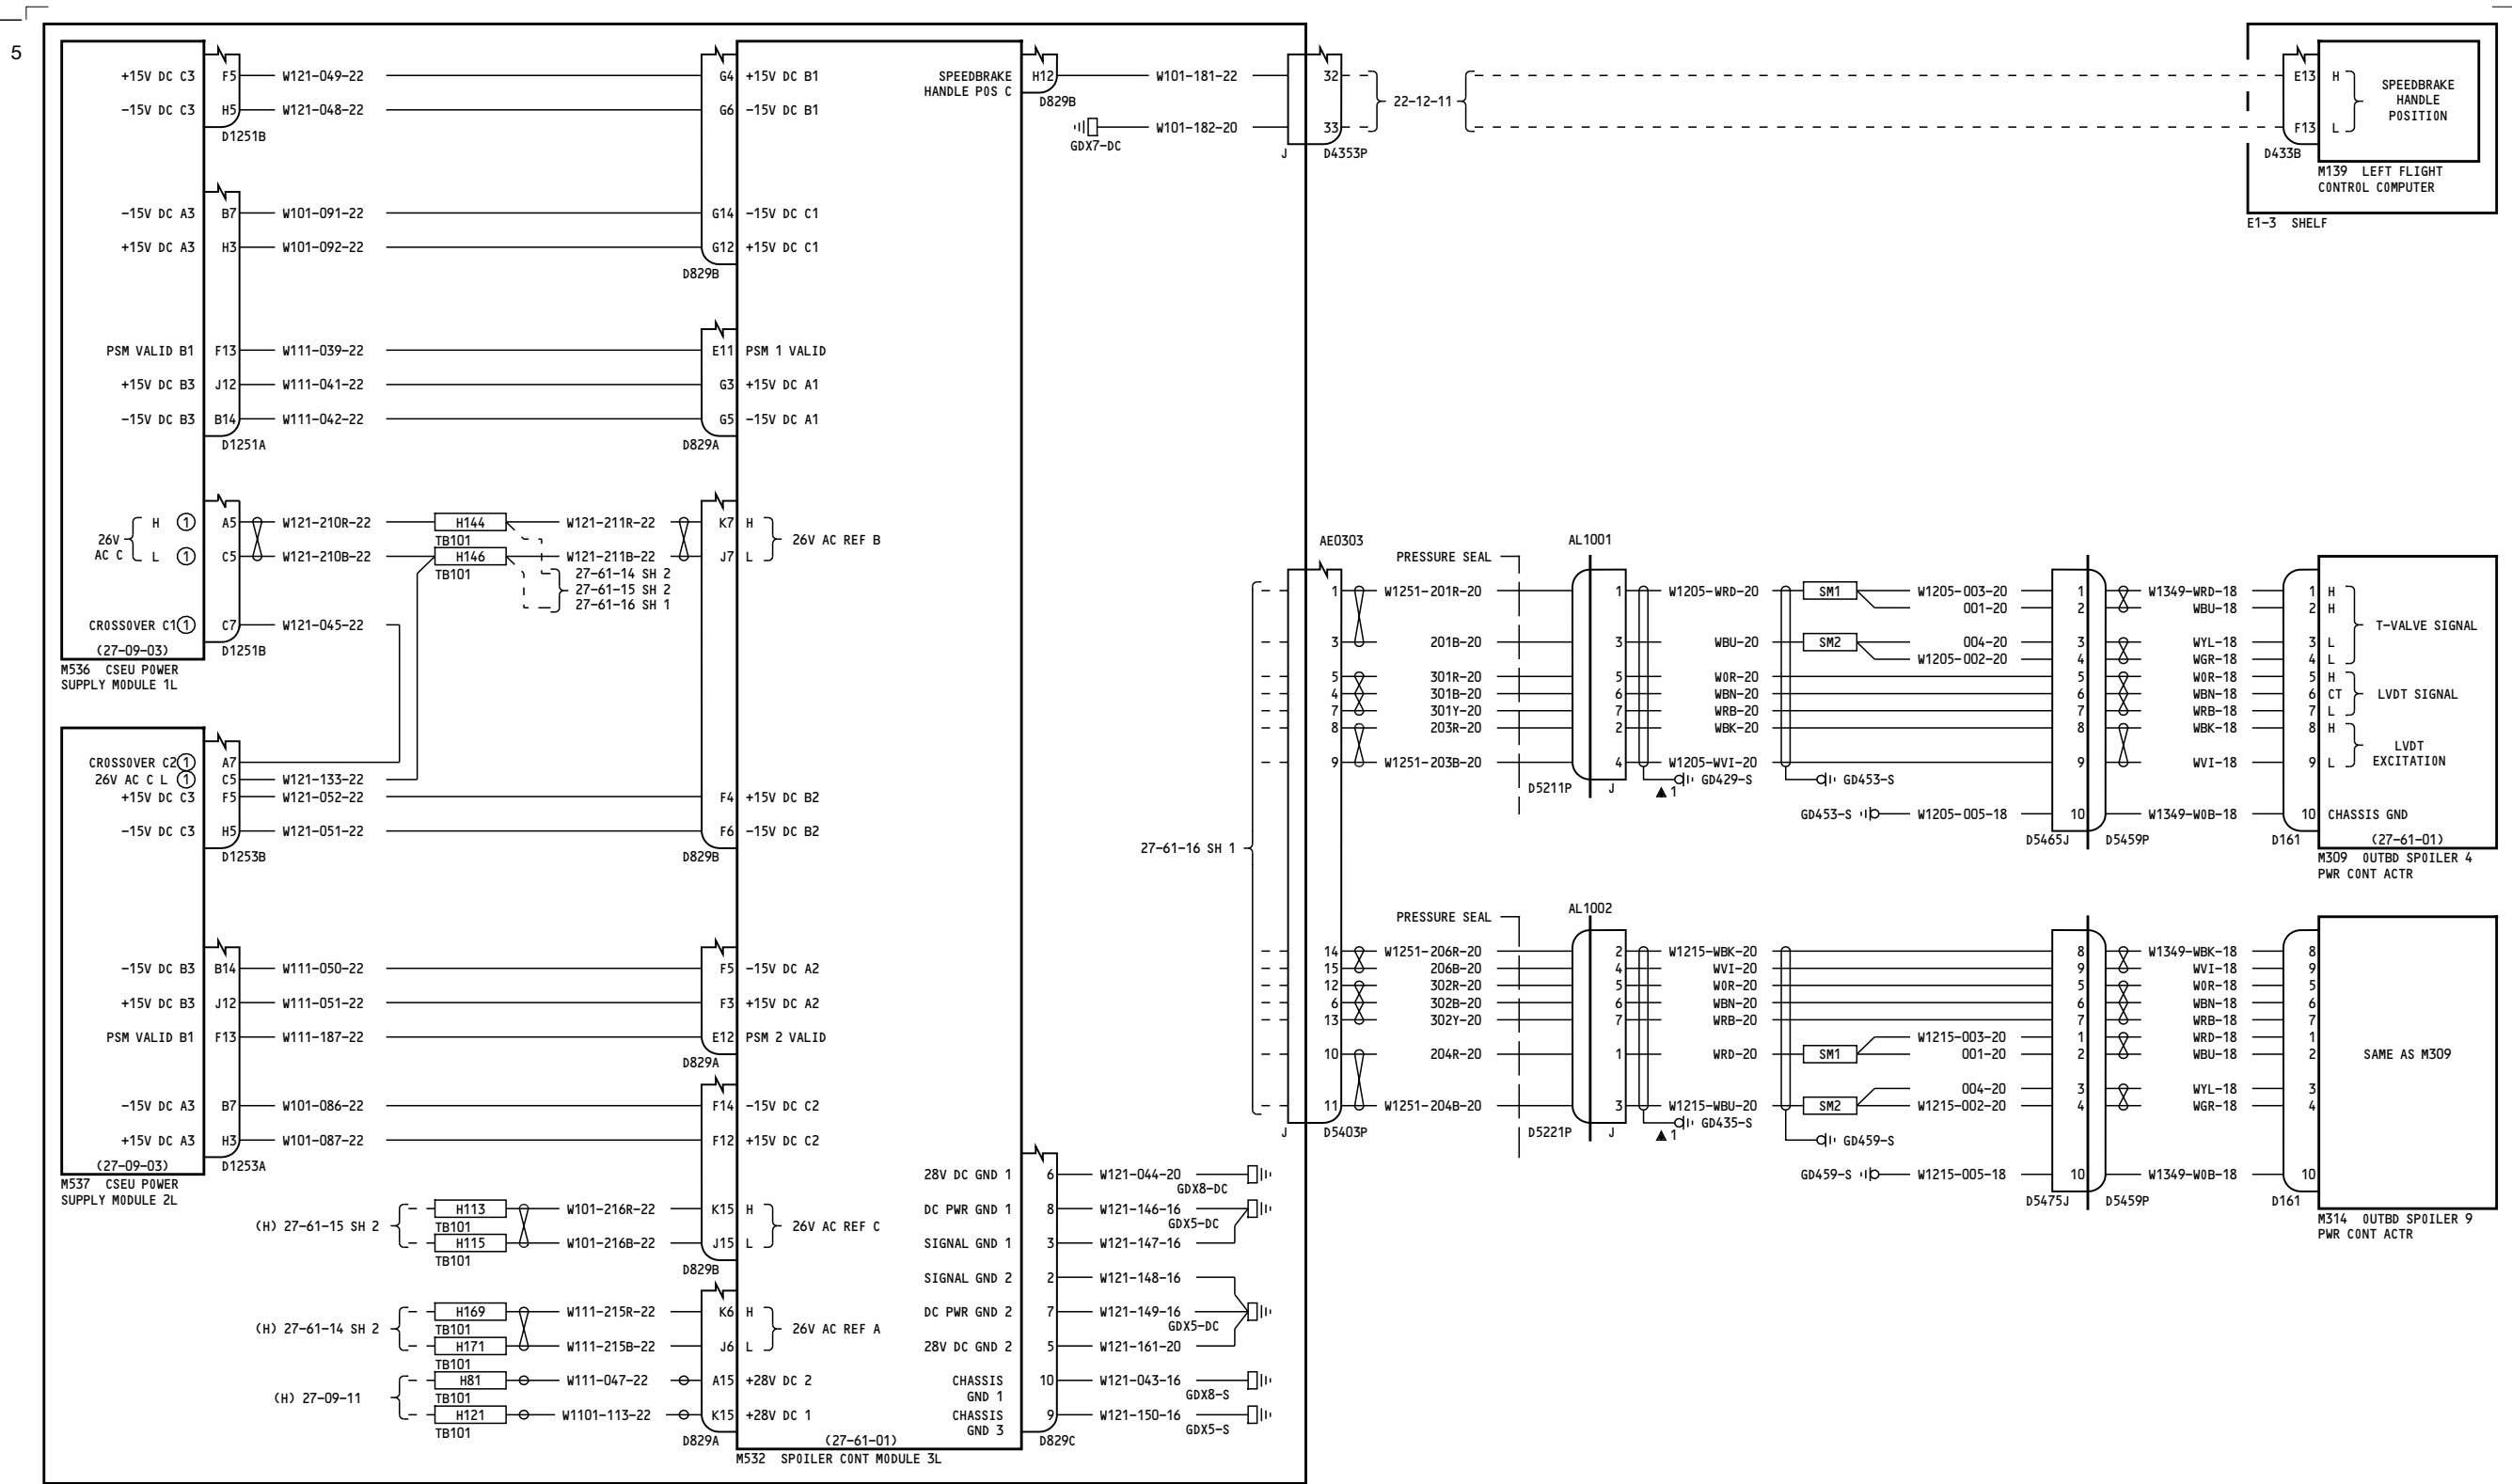 5
+15V DC C3 F5 W121-049-22 G4 +15V DC B1
-15V DC C3 H5 W121-048-22 G6 -15V DC B1
D1251B
-15V DC A3 B7 W101-091-22 G14 -15V DC C1
+15V DC A3 H3 W101-092-22 G12 +15V DC C1
D829B
PSM VALID B1 F13 W111-039-22 E11 PSM 1 VALID
+15V DC B3 J12 W111-041-22 G3 +15V DC A1
-15V DC B3 B14 W111-042-22 G5 -15V DC A1
D1251A D829A
26V AC C
H 1 A5 W121-210R-22 H144 W121-211R-22 K7 H
TB101
L 1 C5 W121-210B-22 H146 W121-211B-22 J7 L
TB101
26V AC REF B
27-61-14 SH 2
27-61-15 SH 2
27-61-16 SH 1
CROSSOVER C1 1 C7 W121-045-22
(27-09-03) D1251B
M536 CSEU POWER
SUPPLY MODULE 1L
CROSSOVER C2 1 A7
26V AC C L 1 C5 W121-133-22
+15V DC C3 F5 W121-052-22 F4 +15V DC B2
-15V DC C3 H5 W121-051-22 F6 -15V DC B2
D1253B D829B
-15V DC B3 B14 W111-050-22 F5 -15V DC A2
+15V DC B3 J12 W111-051-22 F3 +15V DC A2
PSM VALID B1 F13 W111-187-22 E12 PSM 2 VALID
D829A
-15V DC A3 B7 W101-086-22 F14 -15V DC C2
+15V DC A3 H3 W101-087-22 F12 +15V DC C2
(27-09-03) D1253A
M537 CSEU POWER
SUPPLY MODULE 2L
(H) 27-61-15 SH 2
H113 W101-216R-22 K15 H
TB101
H115 W101-216B-22 J15 L
TB101
26V AC REF C
D829B
(H) 27-61-14 SH 2
H169 W111-215R-22 K6 H
TB101
H171 W111-215B-22 J6 L
TB101
26V AC REF A
(H) 27-09-11
H81 W111-047-22 A15 +28V DC 2
TB101
H121 W1101-113-22 K15 +28V DC 1
TB101
D829A
(27-61-01)
M532 SPOILER CONT MODULE 3L
SPEEDBRAKE
HANDLE POS C
H12 W101-181-22 32
D829B
GDX7-DC W101-182-20 33
J D4353P
22-12-11
E13 H
F13 L
D433B
SPEEDBRAKE
HANDLE
POSITION
M139 LEFT FLIGHT
CONTROL COMPUTER
E1-3 SHELF
28V DC GND 1 6 W121-044-20
GDX8-DC
DC PWR GND 1 8 W121-146-16
GDX5-DC
SIGNAL GND 1 3 W121-147-16
SIGNAL GND 2 2 W121-148-16
DC PWR GND 2 7 W121-149-16
GDX5-DC
28V DC GND 2 5 W121-161-20
CHASSIS
GND 1
10 W121-043-16
GDX8-S
CHASSIS
GND 3
9 W121-150-16
GDX5-S
D829C
27-61-16 SH 1
AE0303
PRESSURE SEAL
AL1001
1 W1251-201R-20 1 W1205-WRD-20 SM1 W1205-003-20 1 W1349-WRD-18 1 H
001-20 2 WBU-18 2 H
3 201B-20 3 WBU-20 SM2 004-20 3 WYL-18 3 L
W1205-002-20 4 WGR-18 4 L
T-VALVE SIGNAL
5 301R-20 5 WOR-20 5 WOR-18 5 H
4 301B-20 6 WBN-20 6 WBN-18 6 CT
7 301Y-20 7 WRB-20 7 WRB-18 7 L
LVDT SIGNAL
8 203R-20 2 WBK-20 8 WBK-18 8 H
9 W1251-203B-20 4 W1205-WVI-20 9 WVI-18 9 L
LVDT
EXCITATION
D5211P J ▲1 GD429-S GD453-S
GD453-S W1205-005-18 10 W1349-WOB-18 10 CHASSIS GND
D5465J D5459P D161 (27-61-01)
M309 OUTBD SPOILER 4
PWR CONT ACTR
PRESSURE SEAL
AL1002
14 W1251-206R-20 2 W1215-WBK-20 8 W1349-WBK-18 8
15 206B-20 4 WVI-20 9 WVI-18 9
12 302R-20 5 WOR-20 5 WOR-18 5
6 302B-20 6 WBN-20 6 WBN-18 6
13 302Y-20 7 WRB-20 7 WRB-18 7
W1215-003-20 1 WRD-18 1
10 204R-20 1 WRD-20 SM1 001-20 2 WBU-18 2
SAME AS M309
004-20 3 WYL-18 3
11 W1251-204B-20 3 W1215-WBU-20 SM2 W1215-002-20 4 WGR-18 4
J D5403P D5221P J ▲1 GD435-S
GD459-S
GD459-S W1215-005-18 10 W1349-WOB-18 10
D5475J D5459P D161
M314 OUTBD SPOILER 9
PWR CONT ACTR